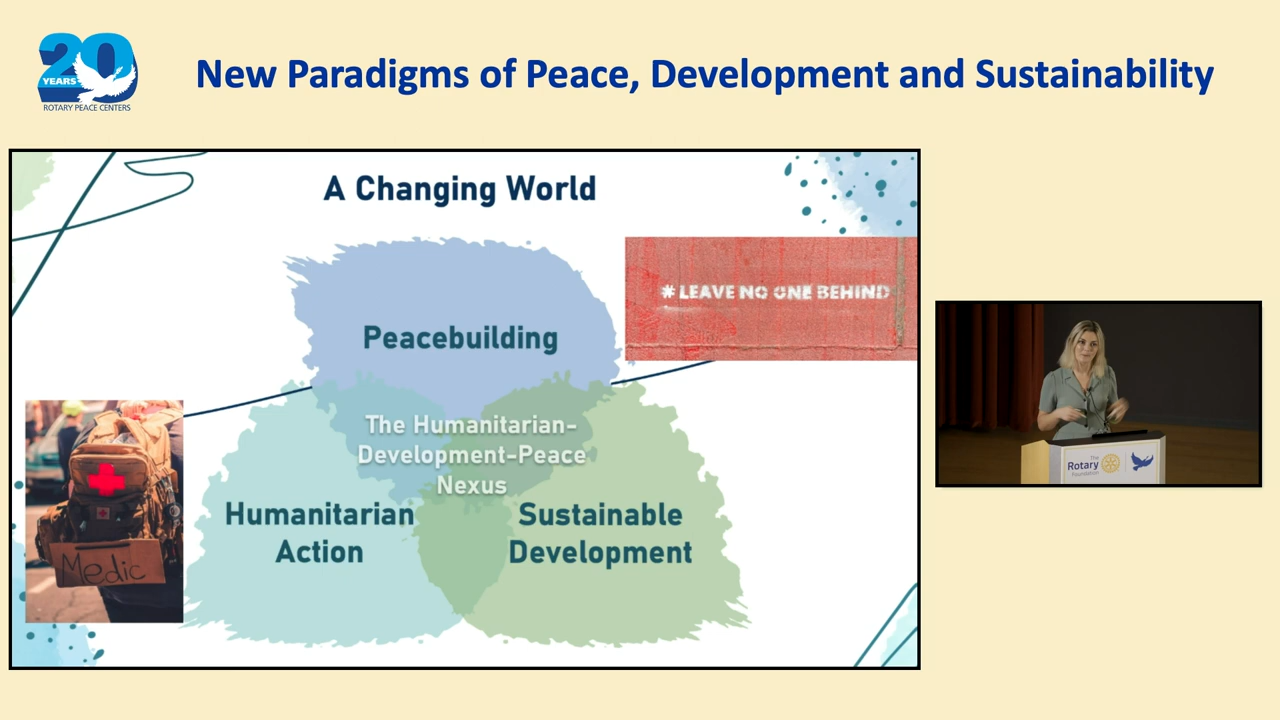 20
YEARS
ROTARY PEACE CENTERS
New Paradigms of Peace, Development and Sustainability
A Changing World
# LEAVE NO ONE BEHIND
Peacebuilding
The Humanitarian-
Development-Peace
Nexus
Humanitarian
Action
Sustainable
Development
Medic
The
Rotary
Foundation